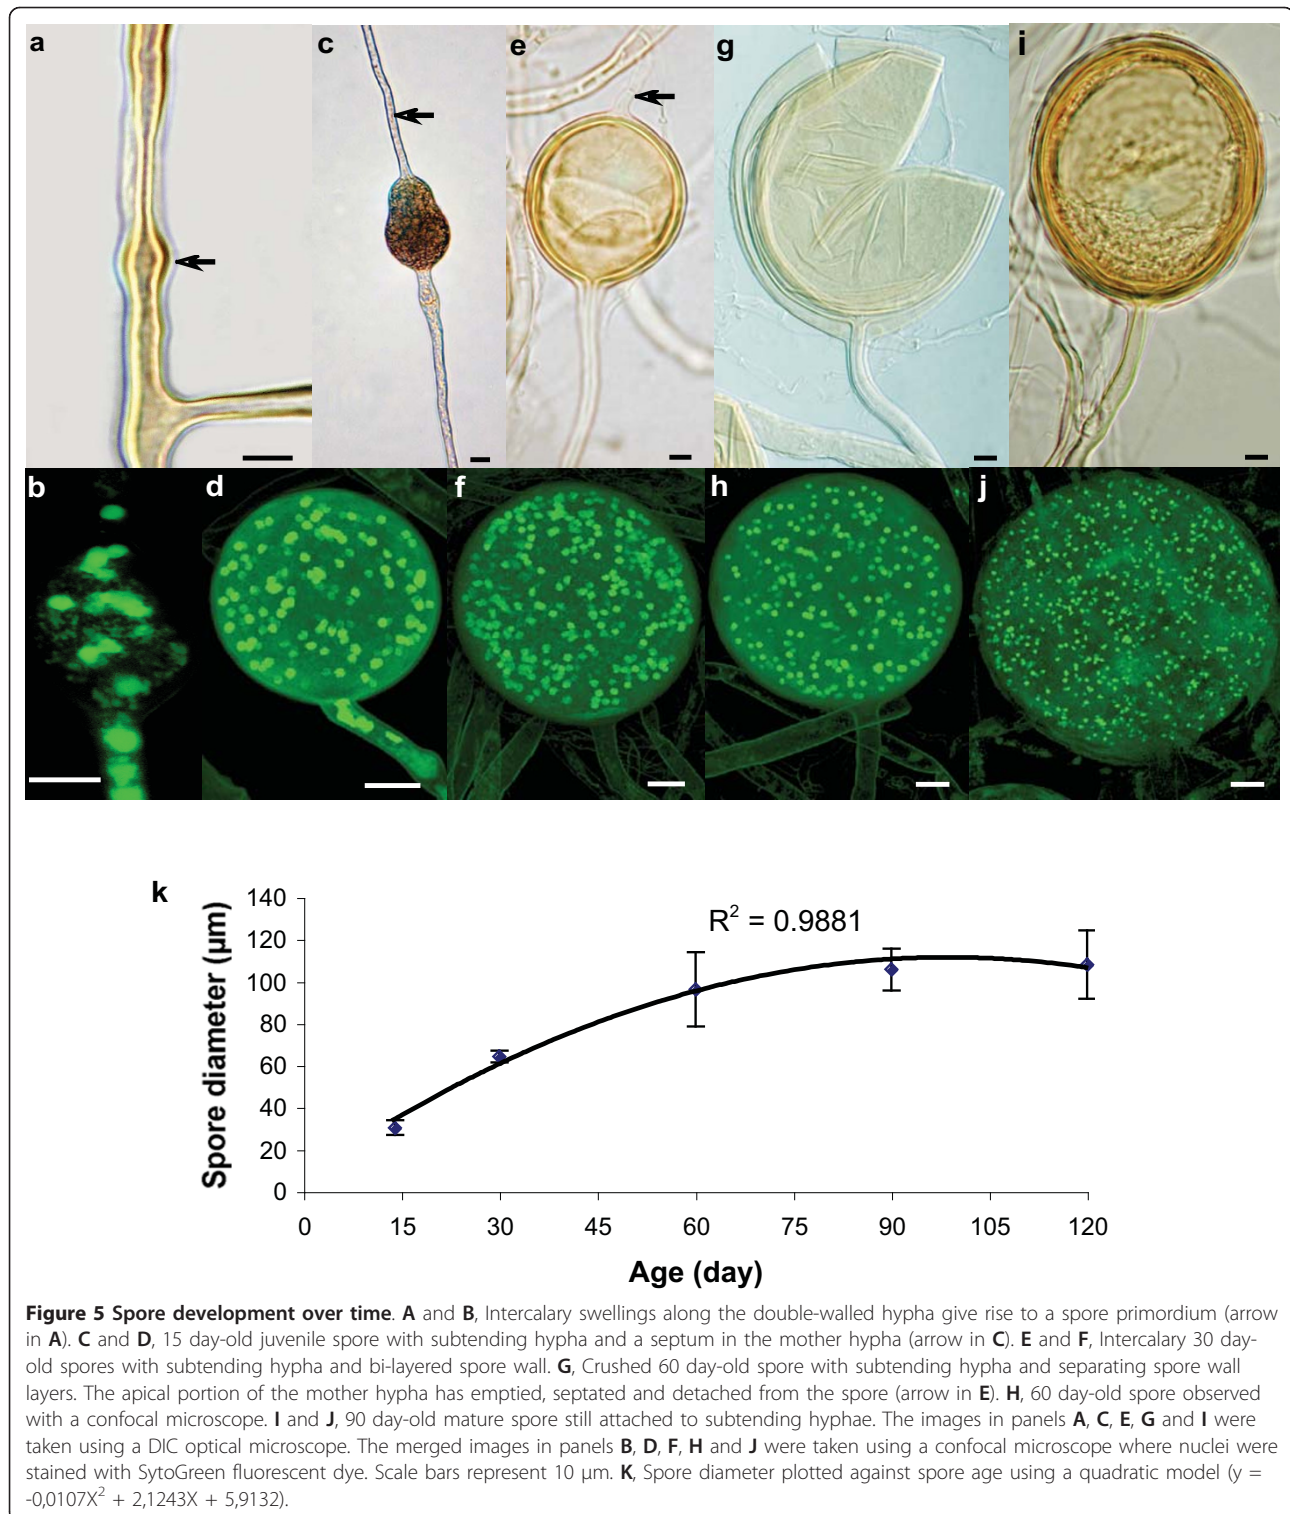 a
c
e
g
i
b
d
f
h
j
k
R² = 0.9881
Spore diameter (µm)
140
120
100
80
60
40
20
0
0 15 30 45 60 75 90 105 120
Age (day)
Figure 5 Spore development over time. A and B, Intercalary swellings along the double-walled hypha give rise to a spore primordium (arrow
in A). C and D, 15 day-old juvenile spore with subtending hypha and a septum in the mother hypha (arrow in C). E and F, Intercalary 30 day-
old spores with subtending hypha and bi-layered spore wall. G, Crushed 60 day-old spore with subtending hypha and separating spore wall
layers. The apical portion of the mother hypha has emptied, septated and detached from the spore (arrow in E). H, 60 day-old spore observed
with a confocal microscope. I and J, 90 day-old mature spore still attached to subtending hyphae. The images in panels A, C, E, G and I were
taken using a DIC optical microscope. The merged images in panels B, D, F, H and J were taken using a confocal microscope where nuclei were
stained with SytoGreen fluorescent dye. Scale bars represent 10 µm. K, Spore diameter plotted against spore age using a quadratic model (y =
-0,0107X² + 2,1243X + 5,9132).